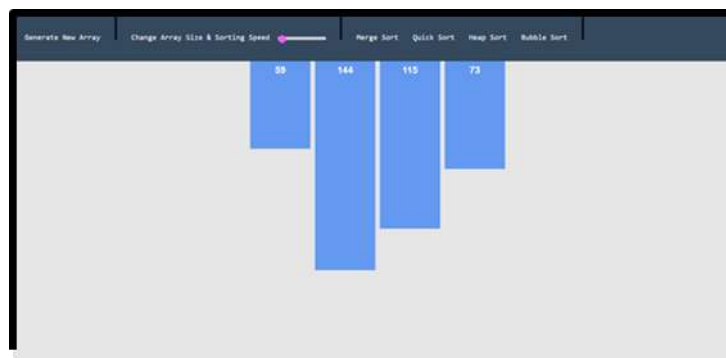 Generate New Array Change Array Size & Sorting Speed Merge Sort Quick Sort Heap Sort Bubble Sort
59 144 115 73